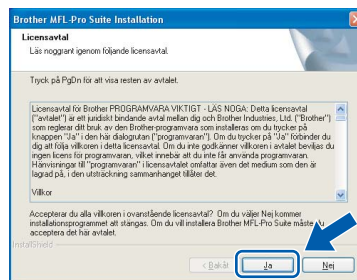 Brother MFL-Pro Suite Installation
Licensavtal
Läs noggrant igenom följande licensavtal.
Tryck på PgDn för att visa resten av avtalet.
Licensavtal för Brother PROGRAMVARA VIKTIGT - LÄS NOGA: Detta licensavtal
("avtalet") är ett juridiskt bindande avtal mellan dig och Brother Industries, Ltd. ("Brother")
som reglerar ditt bruk av den Brother-programvara som installeras om du trycker på
knappen "Ja" i den här dialogrutan ("programvaran"). Om du trycker på "Ja" förbinder du
dig att följa villkoren i detta licensavtal. Om du inte godkänner villkoren i avtalet beviljas du
ingen licens för programvaran, vilket innebär att du inte får använda programvaran.
Hänvisningar till "programvaran" i licensavtalet omfattar även det medium som den är
lagrad på, i den utsträckning sammanhanget tillåter det.
Villkor
Accepterar du alla villkoren i ovanstående licensavtal? Om du väljer Nej kommer
installationsprogrammet att stängas. Om du vill installera Brother MFL-Pro Suite måste du
acceptera det här avtalet.
InstallShield
< Bakåt
Ja
Nej